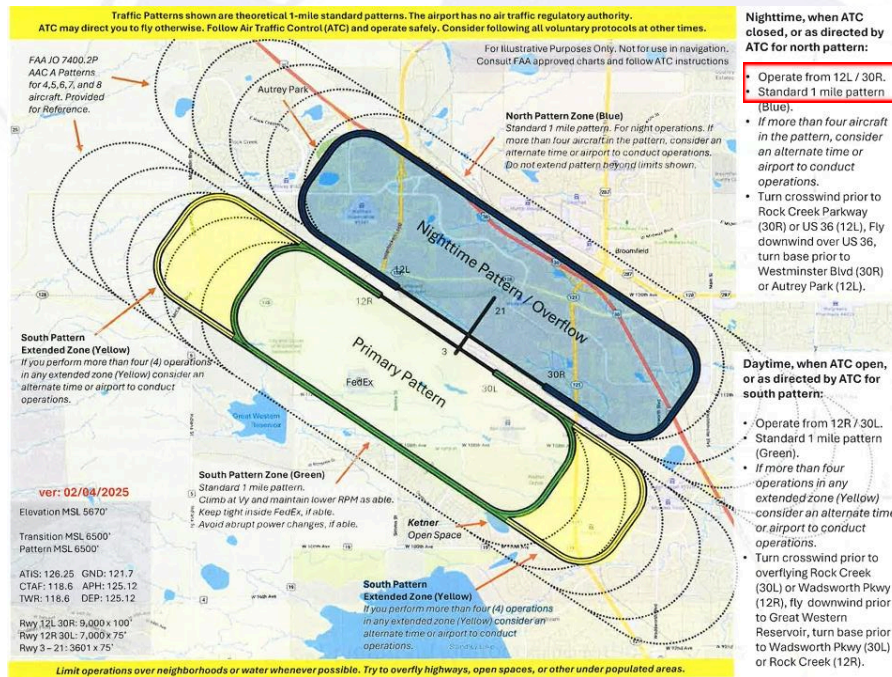 Traffic Patterns shown are theoretical 1-mile standard patterns. The airport has no air traffic regulatory authority.
ATC may direct you to fly otherwise. Follow Air Traffic Control (ATC) and operate safely. Consider following all voluntary protocols at other times.
For Illustrative Purposes Only. Not for use in navigation.
Consult FAA approved charts and follow ATC instructions
FAA JO 7400.2P
AAC A Patterns
for 4,5,6,7, and 8
aircraft. Provided
for Reference.
Autrey Park
North Pattern Zone (Blue)
Standard 1 mile pattern. For night operations. If
more than four aircraft in the pattern, consider an
alternate time or airport to conduct operations.
Do not extend pattern beyond limits shown.
Nighttime Pattern / Overflow
Broomfield
12L
12R
21
3
30L
30R
Primary Pattern
FedEx
Great Western
Reservoir
South Pattern
Extended Zone (Yellow)
If you perform more than four (4) operations
in any extended zone (Yellow) consider an
alternate time or airport to conduct
operations.
South Pattern Zone (Green)
Standard 1 mile pattern.
Climb at Vy and maintain lower RPM as able.
Keep tight inside FedEx, if able.
Avoid abrupt power changes, if able.
Ketner
Open Space
South Pattern
Extended Zone (Yellow)
If you perform more than four (4) operations
in any extended zone (Yellow) consider an
alternate time or airport to conduct
operations.
ver: 02/04/2025
Elevation MSL 5670'
Transition MSL 6500'
Pattern MSL 6500'
ATIS: 126.25 GND: 121.7
CTAF: 118.6 APH: 125.12
TWR: 118.6 DEP: 125.12
Rwy 12L 30R: 9,000 x 100'
Rwy 12R 30L: 7,000 x 75'
Rwy 3 – 21: 3601 x 75'
Limit operations over neighborhoods or water whenever possible. Try to overfly highways, open spaces, or other under populated areas.
Nighttime, when ATC
closed, or as directed by
ATC for north pattern:
• Operate from 12L / 30R.
• Standard 1 mile pattern
(Blue).
• If more than four aircraft
in the pattern, consider
an alternate time or
airport to conduct
operations.
• Turn crosswind prior to
Rock Creek Parkway
(30R) or US 36 (12L), Fly
downwind over US 36,
turn base prior to
Westminster Blvd (30R)
or Autrey Park (12L).
Daytime, when ATC open,
or as directed by ATC for
south pattern:
• Operate from 12R / 30L.
• Standard 1 mile pattern
(Green).
• If more than four
operations in any
extended zone (Yellow)
consider an alternate time
or airport to conduct
operations.
• Turn crosswind prior to
overflying Rock Creek
(30L) or Wadsworth Pkwy
(12R), fly downwind prior
to Great Western
Reservoir, turn base prior
to Wadsworth Pkwy (30L)
or Rock Creek (12R).